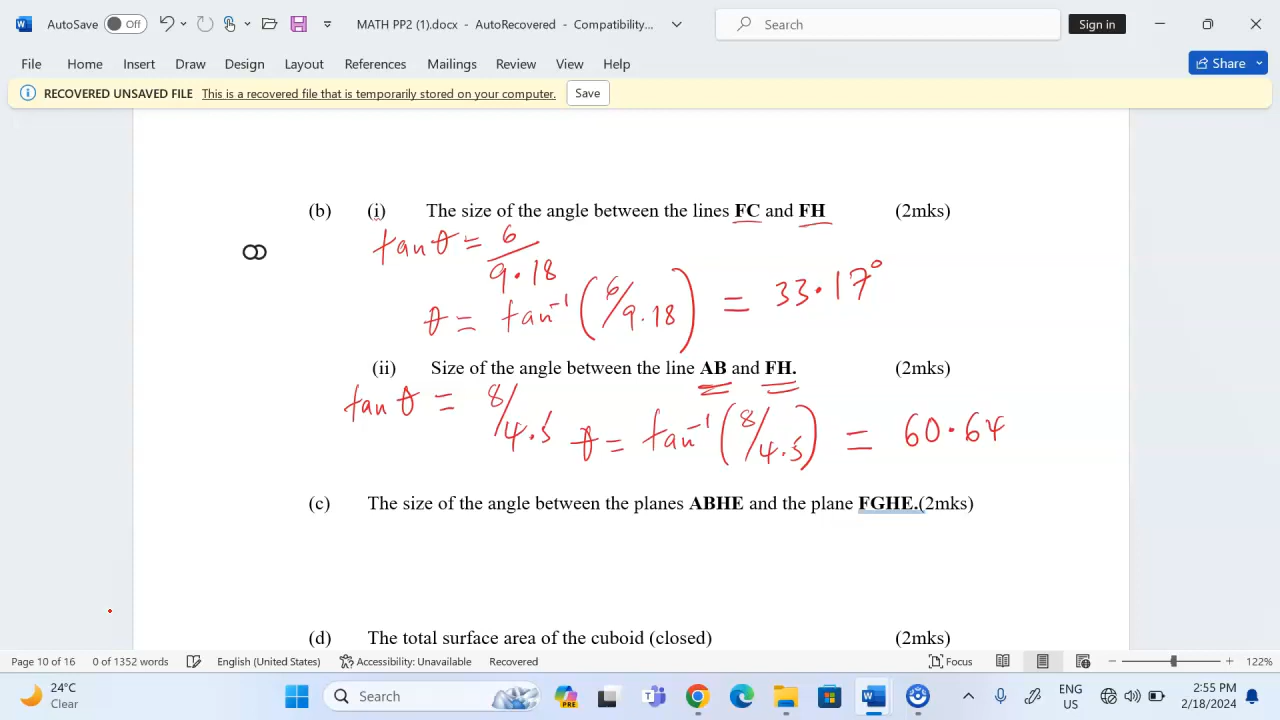 AutoSave Off MATH PP2 (1).docx - AutoRecovered - Compatibility... Search Sign in
File Home Insert Draw Design Layout References Mailings Review View Help Share
RECOVERED UNSAVED FILE This is a recovered file that is temporarily stored on your computer. Save
(b) (i) The size of the angle between the lines FC and FH (2mks)
tan θ = 6/9.18
θ = tan⁻¹ (6/9.18) = 33.17°
(ii) Size of the angle between the line AB and FH. (2mks)
tan θ = 8/4.5 θ = tan⁻¹ (8/4.5) = 60.64
(c) The size of the angle between the planes ABHE and the plane FGHE.(2mks)
(d) The total surface area of the cuboid (closed) (2mks)
Page 10 of 16 0 of 1352 words English (United States) Accessibility: Unavailable Recovered Focus 122%
24°C
Clear
Search
PRE
ENG
US
2:55 PM
2/18/2024